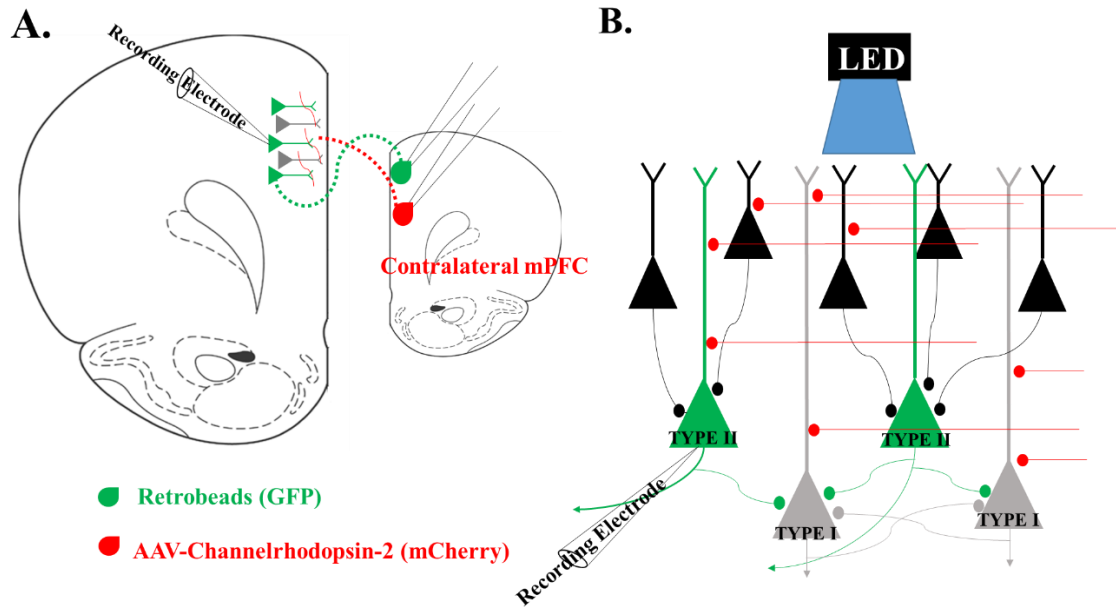 A.
Recording Electrode
Contralateral mPFC
Retrobeads (GFP)
AAV-Channelrhodopsin-2 (mCherry)
B.
LED
TYPE II
TYPE II
TYPE I
TYPE I
Recording Electrode